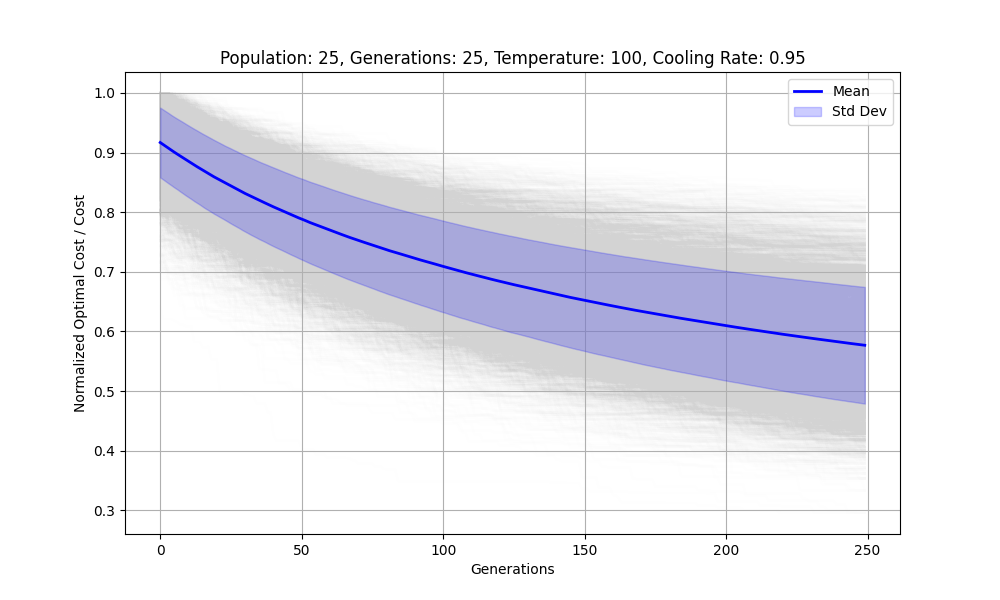 Population: 25, Generations: 25, Temperature: 100, Cooling Rate: 0.95
Mean
Std Dev
Normalized Optimal Cost / Cost
1.0
0.9
0.8
0.7
0.6
0.5
0.4
0.3
0 50 100 150 200 250
Generations